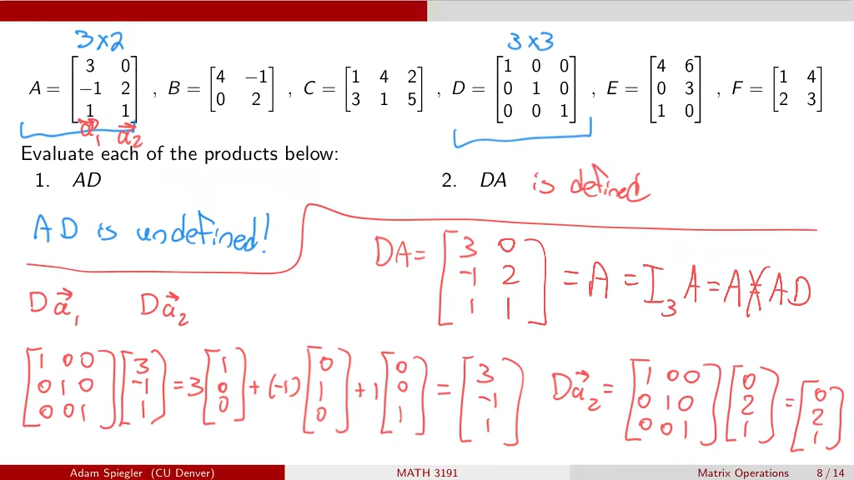 3×2 3×3
A = [3 0; -1 2; 1 1] , B = [4 -1; 0 2] , C = [1 4 2; 3 1 5] , D = [1 0 0; 0 1 0; 0 0 1] , E = [4 6; 0 3; 1 0] , F = [1 4; 2 3]
a⃗₁ a⃗₂
Evaluate each of the products below:
1. AD 2. DA is defined
AD is undefined!
DA = [3 0; -1 2; 1 1] = A = I₃A = A ≠ AD
Da⃗₁ Da⃗₂
[1 0 0; 0 1 0; 0 0 1][3; -1; 1] = 3[1; 0; 0] + (-1)[0; 1; 0] + 1[0; 0; 1] = [3; -1; 1] Da⃗₂ = [1 0 0; 0 1 0; 0 0 1][0; 2; 1] = [0; 2; 1]
Adam Spiegler (CU Denver) MATH 3191 Matrix Operations 8 / 14